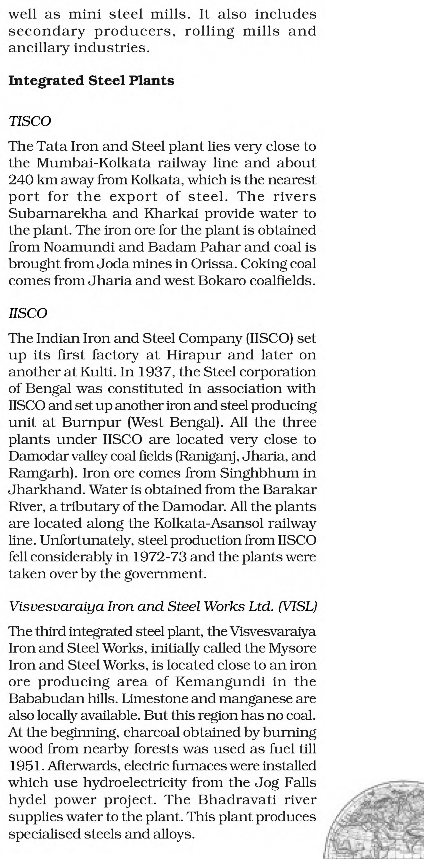 well as mini steel mills. It also includes
secondary producers, rolling mills and
ancillary industries.
Integrated Steel Plants
TISCO
The Tata Iron and Steel plant lies very close to
the Mumbai-Kolkata railway line and about
240 km away from Kolkata, which is the nearest
port for the export of steel. The rivers
Subarnarekha and Kharkai provide water to
the plant. The iron ore for the plant is obtained
from Noamundi and Badam Pahar and coal is
brought from Joda mines in Orissa. Coking coal
comes from Jharia and west Bokaro coalfields.
IISCO
The Indian Iron and Steel Company (IISCO) set
up its first factory at Hirapur and later on
another at Kulti. In 1937, the Steel corporation
of Bengal was constituted in association with
IISCO and set up another iron and steel producing
unit at Burnpur (West Bengal). All the three
plants under IISCO are located very close to
Damodar valley coal fields (Raniganj, Jharia, and
Ramgarh). Iron ore comes from Singhbhum in
Jharkhand. Water is obtained from the Barakar
River, a tributary of the Damodar. All the plants
are located along the Kolkata-Asansol railway
line. Unfortunately, steel production from IISCO
fell considerably in 1972-73 and the plants were
taken over by the government.
Visvesvaraiya Iron and Steel Works Ltd. (VISL)
The third integrated steel plant, the Visvesvaraiya
Iron and Steel Works, initially called the Mysore
Iron and Steel Works, is located close to an iron
ore producing area of Kemangundi in the
Bababudan hills. Limestone and manganese are
also locally available. But this region has no coal.
At the beginning, charcoal obtained by burning
wood from nearby forests was used as fuel till
1951. Afterwards, electric furnaces were installed
which use hydroelectricity from the Jog Falls
hydel power project. The Bhadravati river
supplies water to the plant. This plant produces
specialised steels and alloys.